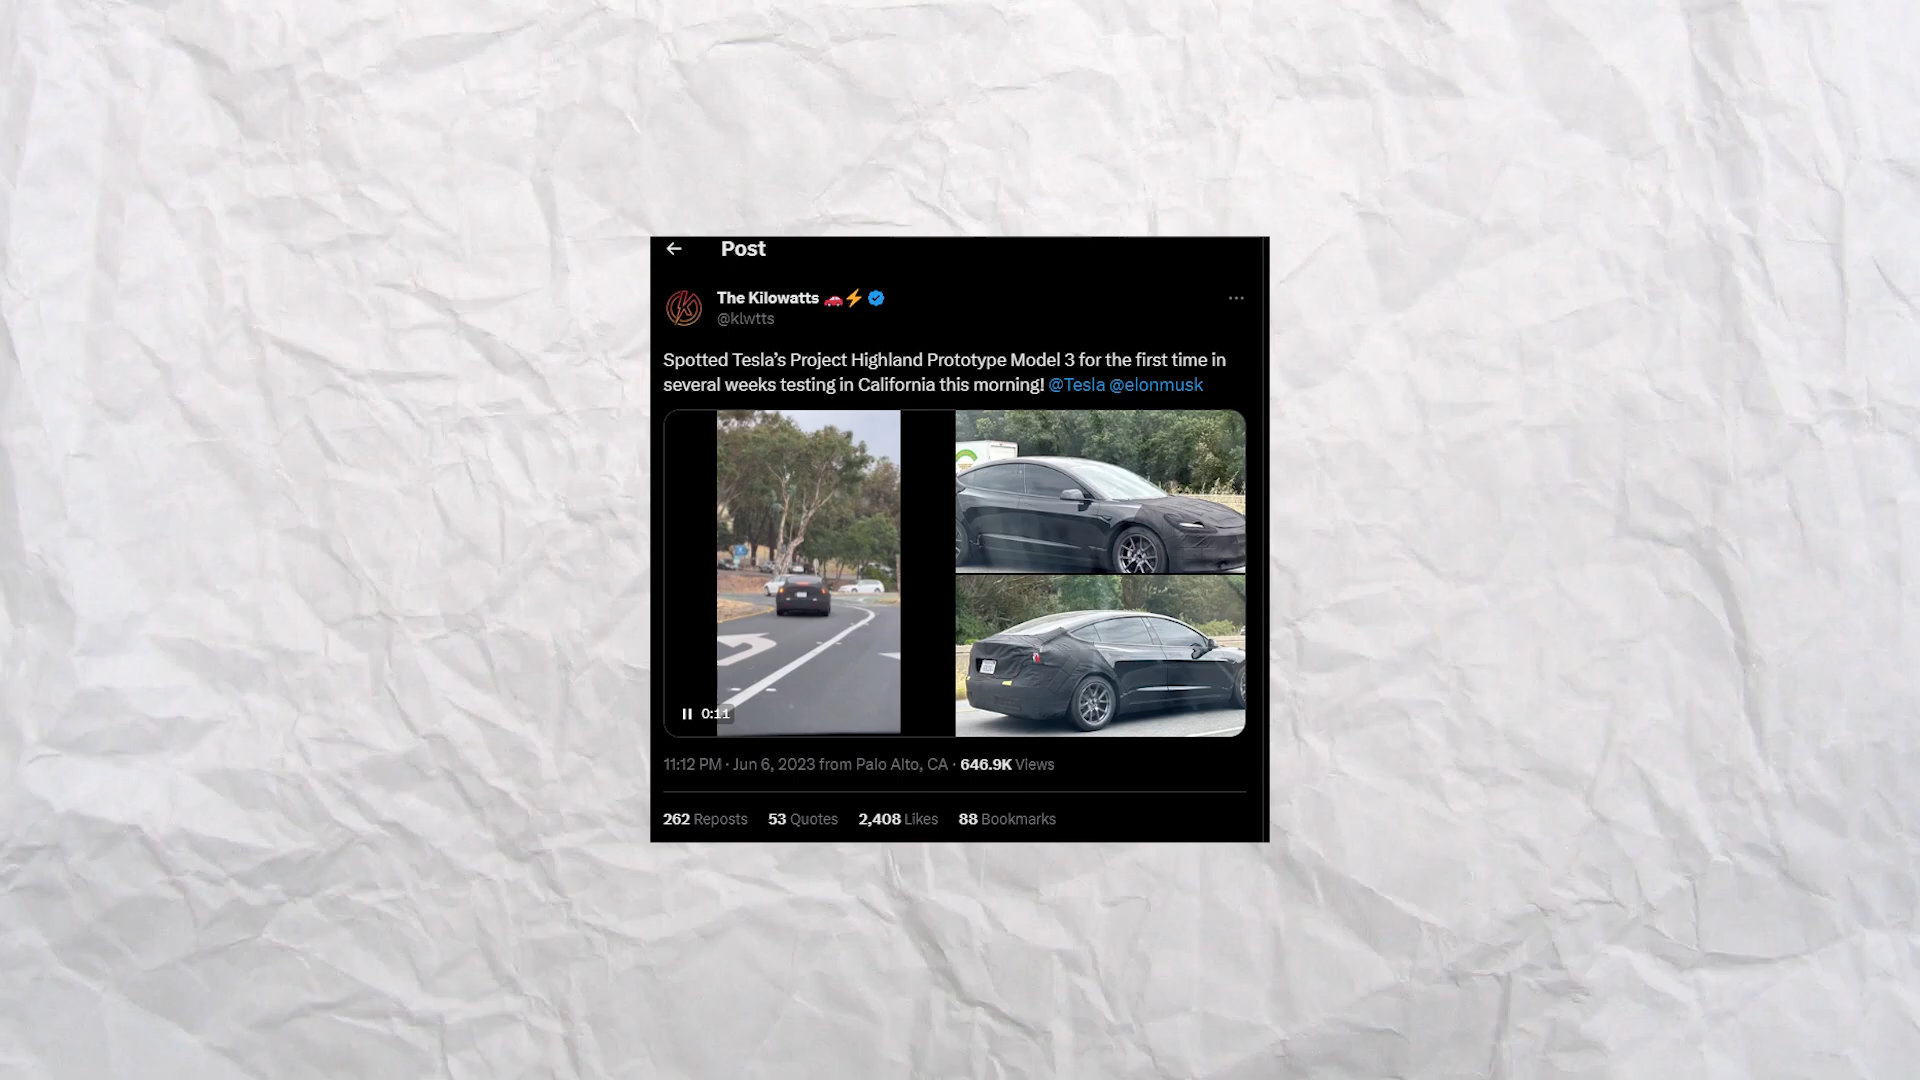 Post
The Kilowatts 🚗⚡
@klwtts
Spotted Tesla’s Project Highland Prototype Model 3 for the first time in
several weeks testing in California this morning! @Tesla @elonmusk
0:11
11:12 PM · Jun 6, 2023 from Palo Alto, CA · 646.9K Views
262 Reposts 53 Quotes 2,408 Likes 88 Bookmarks